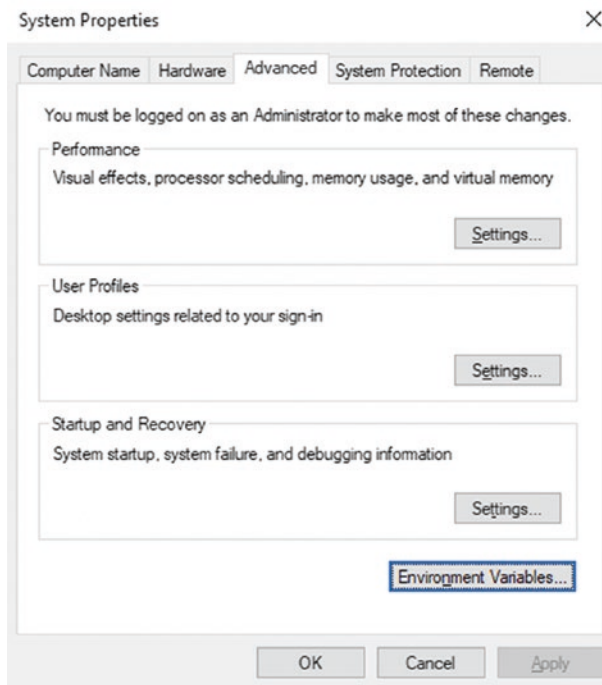 System Properties
Computer Name Hardware Advanced System Protection Remote
You must be logged on as an Administrator to make most of these changes.
Performance
Visual effects, processor scheduling, memory usage, and virtual memory
Settings...
User Profiles
Desktop settings related to your sign-in
Settings...
Startup and Recovery
System startup, system failure, and debugging information
Settings...
Environment Variables...
OK Cancel Apply